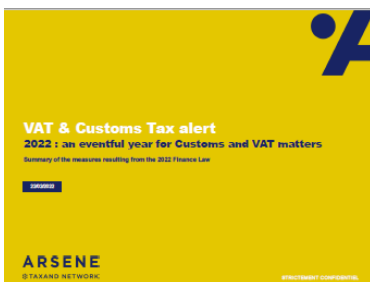 VAT & Customs Tax alert
2022 : an eventful year for Customs and VAT matters
Summary of the measures resulting from the 2022 Finance Law
ARSENE
TAXAND NETWORK
STRICTEMENT CONFIDENTIEL